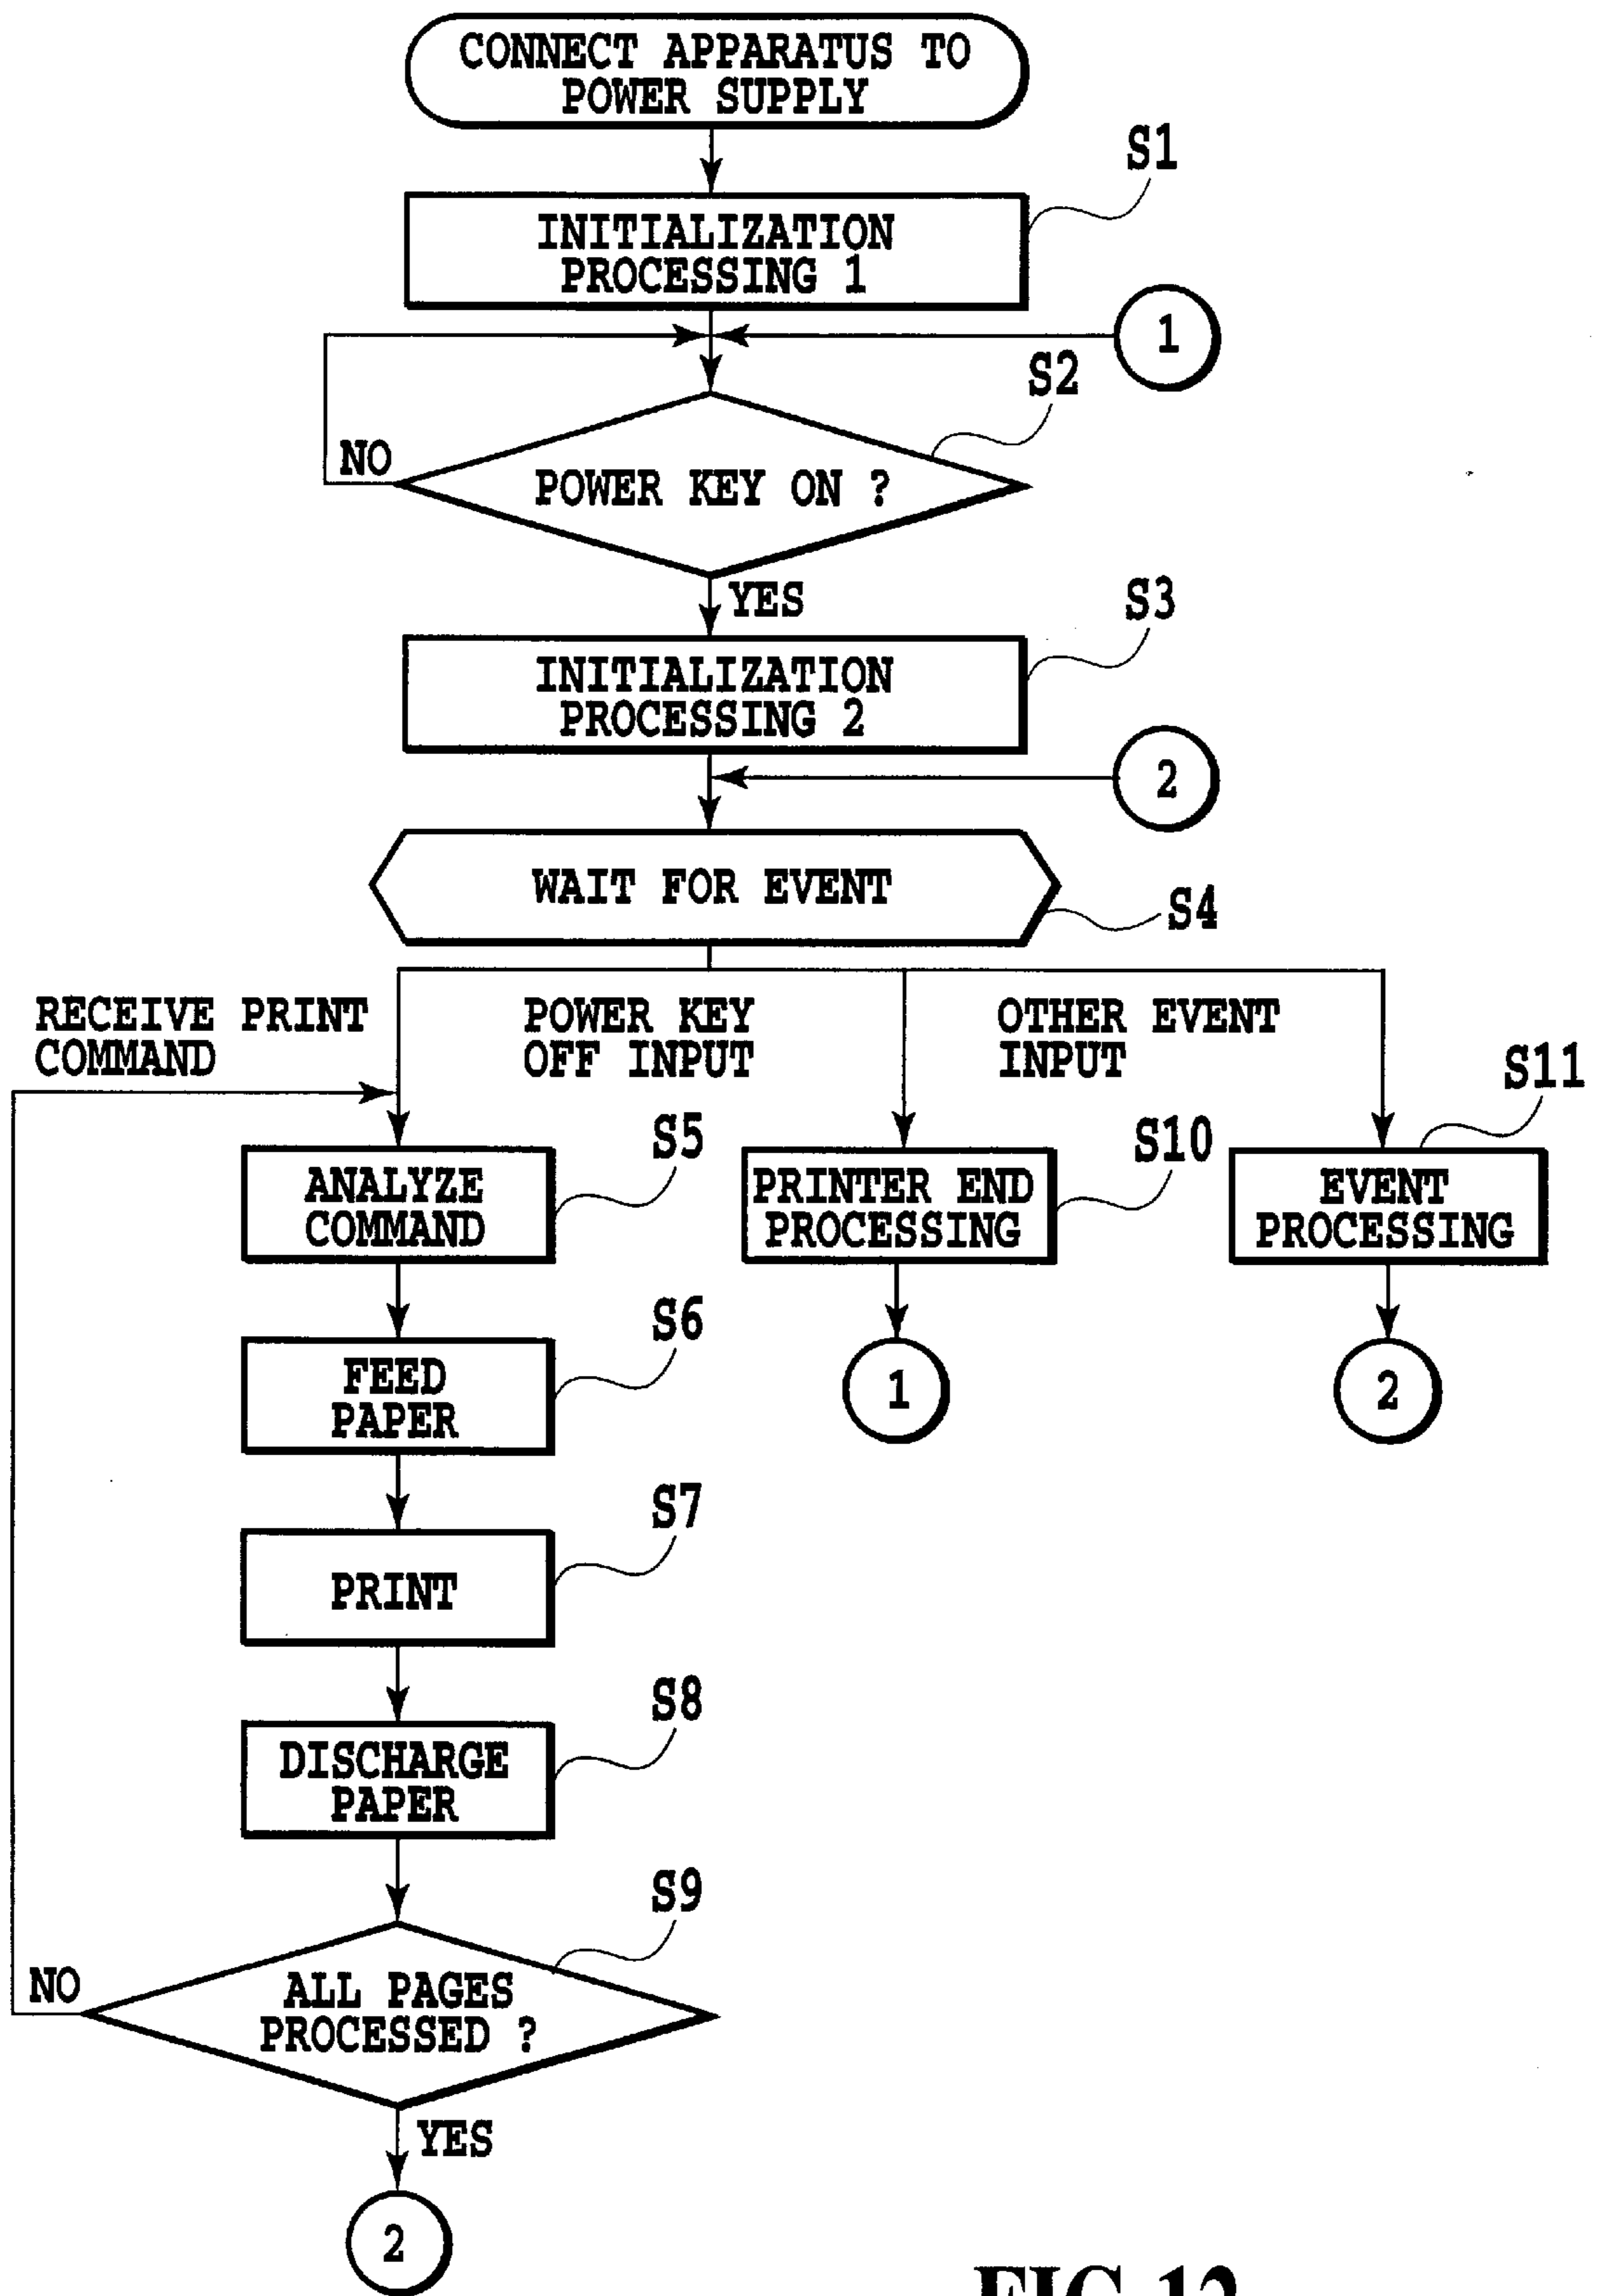 CONNECT APPARATUS TO
POWER SUPPLY
S1
INITIALIZATION
PROCESSING 1
1
S2
NO
POWER KEY ON ?
YES
S3
INITIALIZATION
PROCESSING 2
2
WAIT FOR EVENT
S4
RECEIVE PRINT
COMMAND
POWER KEY
OFF INPUT
OTHER EVENT
INPUT
S11
S5
S10
ANALYZE
COMMAND
PRINTER END
PROCESSING
EVENT
PROCESSING
S6
FEED
PAPER
1
2
S7
PRINT
S8
DISCHARGE
PAPER
S9
NO
ALL PAGES
PROCESSED ?
YES
2
FIG.12